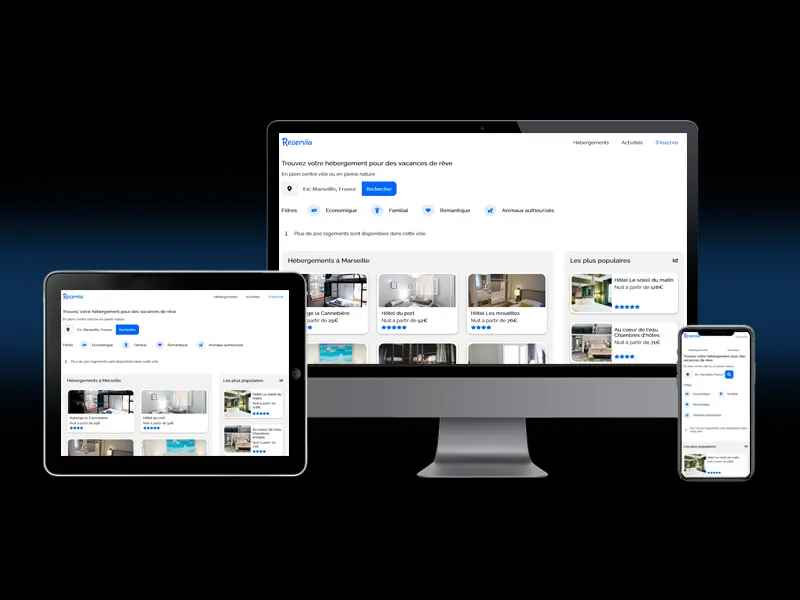 Reservia
Hébergements
Activités
S'inscrire
Trouvez votre hébergement pour des vacances de rêve
En plein centre ville ou en pleine nature
Ex: Marseille, France
Rechercher
Filtres
Economique
Familial
Romantique
Animaux authourisés
Plus de 500 logements sont disponibles dans cette ville
Hébergements à Marseille
Les plus populaires
Hôtel Le soleil du matin
Nuit à partir de 128€
Hôtel du port
Nuit à partir de 52€
Hôtel Les mouettes
Nuit à partir de 76€
ge la Cannebière
partir de 25€
Au coeur de l'eau
Chambres d'hôtes
Nuit à partir de 71€
Reservia
Hébergements
Activités
S'inscrire
Trouvez votre hébergement pour des vacances de rêve
En plein centre ville ou en pleine nature
Ex: Marseille, France
Rechercher
Filtres
Economique
Familial
Romantique
Animaux authourisés
Plus de 500 logements sont disponibles dans cette ville
Hébergements à Marseille
Les plus populaires
Auberge la Cannebière
Nuit à partir de 25€
Hôtel du port
Nuit à partir de 52€
Hôtel Le soleil du
matin
Nuit à partir de
128€
Au coeur de l'eau
Chambres
d'hôtes
Nuit à partir de
71€
Reservia
Hébergements
Activités
Trouvez votre hébergement pour des
vacances de rêve
En plein centre ville ou en pleine nature
Ex: Marseille, France
Filtres
Economique
Familial
Romantique
Animaux authourisés
Plus de 500 logements sont disponibles dans
cette ville
Les plus populaires
Hôtel Le soleil du matin
Nuit à partir de 128€